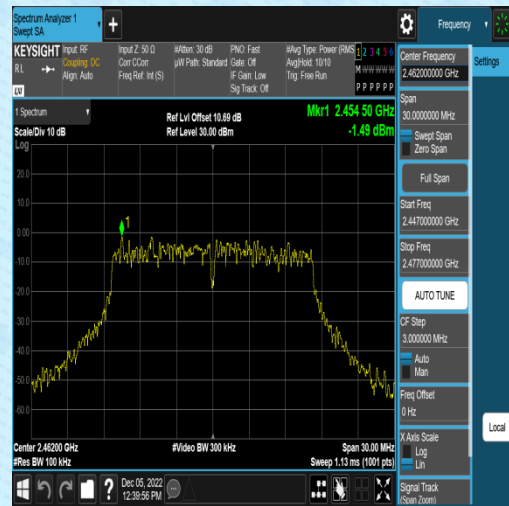 Spectrum Analyzer 1
Swept SA
+
Frequency
KEYSIGHT
Input: RF
Input Z: 50 Ω
#Atten: 30 dB
PNO: Fast
#Avg Type: Power (RMS
1 2 3 4 5 6
RL
Coupling: DC
Corr CCorr
µW Path: Standard
Gate: Off
Avg|Hold: 10/10
M W W W W W
Align: Auto
Freq Ref: Int (S)
IF Gain: Low
Trig: Free Run
Sig Track: Off
P P P P P P
LXI
1 Spectrum
Ref Lvl Offset 10.69 dB
Mkr1 2.454 50 GHz
Scale/Div 10 dB
Ref Level 30.00 dBm
-1.49 dBm
Log
20.0
10.0
0.00
-10.0
-20.0
-30.0
-40.0
-50.0
-60.0
1
Center 2.46200 GHz
#Video BW 300 kHz
Span 30.00 MHz
#Res BW 100 kHz
Sweep 1.13 ms (1001 pts)
Dec 05, 2022
12:39:56 PM
?
Center Frequency
2.462000000 GHz
Settings
Span
30.0000000 MHz
Swept Span
Zero Span
Full Span
Start Freq
2.447000000 GHz
Stop Freq
2.477000000 GHz
AUTO TUNE
CF Step
3.000000 MHz
Auto
Man
Freq Offset
0 Hz
X Axis Scale
Log
Lin
Local
Signal Track
(Span Zoom)